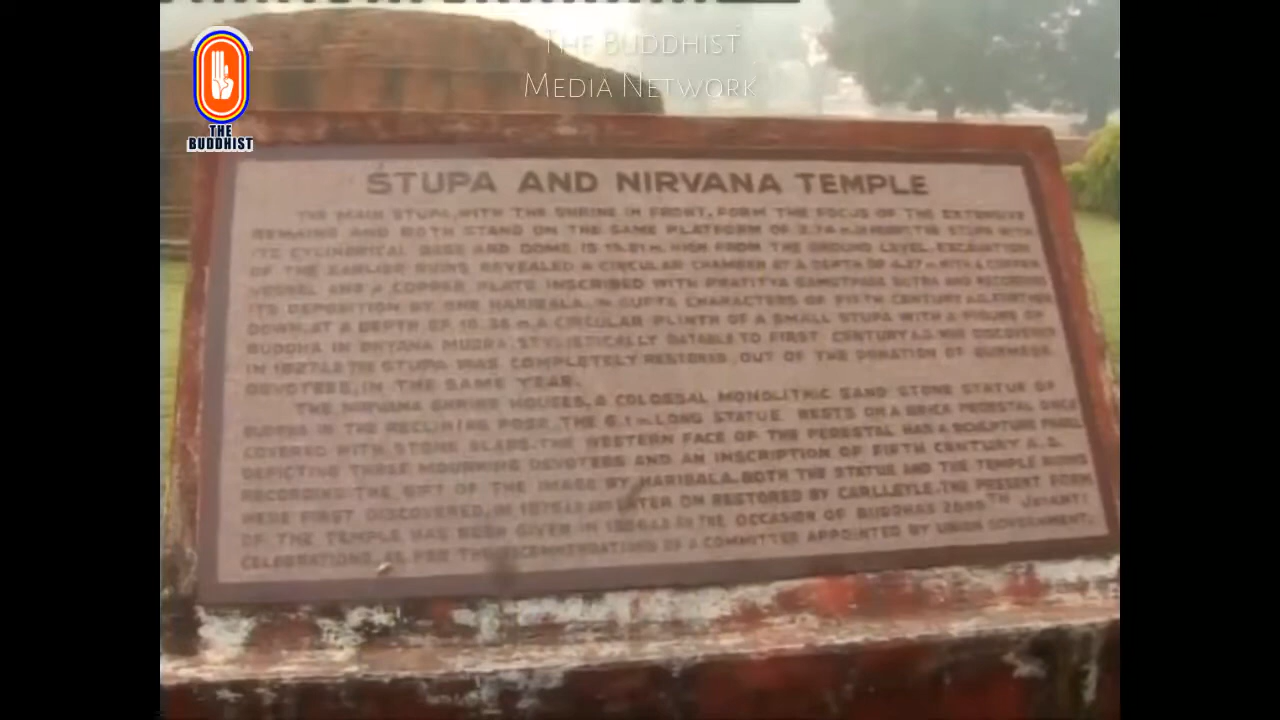 The Buddhist
Media Network
THE
BUDDHIST
STUPA AND NIRVANA TEMPLE
THE MAIN STUPA, WITH THE SHRINE IN FRONT, FORM THE FOCUS OF THE EXTENSIVE
REMAINS AND BOTH STAND ON THE SAME PLATFORM OF 2.74 m. HEIGHT. THE STUPA WITH
ITS CYLINDRICAL BASE AND DOME IS 19.81 m. HIGH FROM THE GROUND LEVEL. EXCAVATION
OF THE EARLIER RUINS REVEALED A CIRCULAR CHAMBER AT A DEPTH OF 4.27 m. WITH A COPPER
VESSEL AND A COPPER PLATE INSCRIBED WITH PRATITYA SAMUTPADA SUTRA AND RECORDING
ITS DEPOSITION BY ONE HARIBALA, IN GUPTA CHARACTERS OF FIFTH CENTURY A.D. FURTHER
DOWN, AT A DEPTH OF 10.36 m. A CIRCULAR PLINTH OF A SMALL STUPA WITH A FIGURE OF
BUDDHA IN DHYANA MUDRA, STYLISTICALLY DATABLE TO FIRST CENTURY A.D. WAS DISCOVERED
IN 1927 A.D. THE STUPA WAS COMPLETELY RESTORED, OUT OF THE DONATION OF BURMESE
DEVOTEES, IN THE SAME YEAR.
THE NIRVANA SHRINE HOUSES, A COLOSSAL MONOLITHIC SAND STONE STATUE OF
BUDDHA IN THE RECLINING POSE. THE 6.1 m. LONG STATUE RESTS ON A BRICK PEDESTAL
COVERED WITH STONE SLABS. THE WESTERN FACE OF THE PEDESTAL HAS A SCULPTURE PANEL
DEPICTING THREE MOURNING DEVOTEES AND AN INSCRIPTION OF FIFTH CENTURY A.D.
RECORDING THE GIFT OF THE IMAGE BY HARIBALA. BOTH THE STATUE AND THE TEMPLE RUINS
WERE FIRST DISCOVERED, IN 1876 A.D. AND LATER ON RESTORED BY CARLLEYLE. THE PRESENT FORM
OF THE TEMPLE HAS BEEN GIVEN IN 1956 A.D. ON THE OCCASION OF BUDDHAS 2500TH JAYANTI
CELEBRATIONS, AS PER THE RECOMMENDATIONS OF A COMMITTEE APPOINTED BY UNION GOVERNMENT.